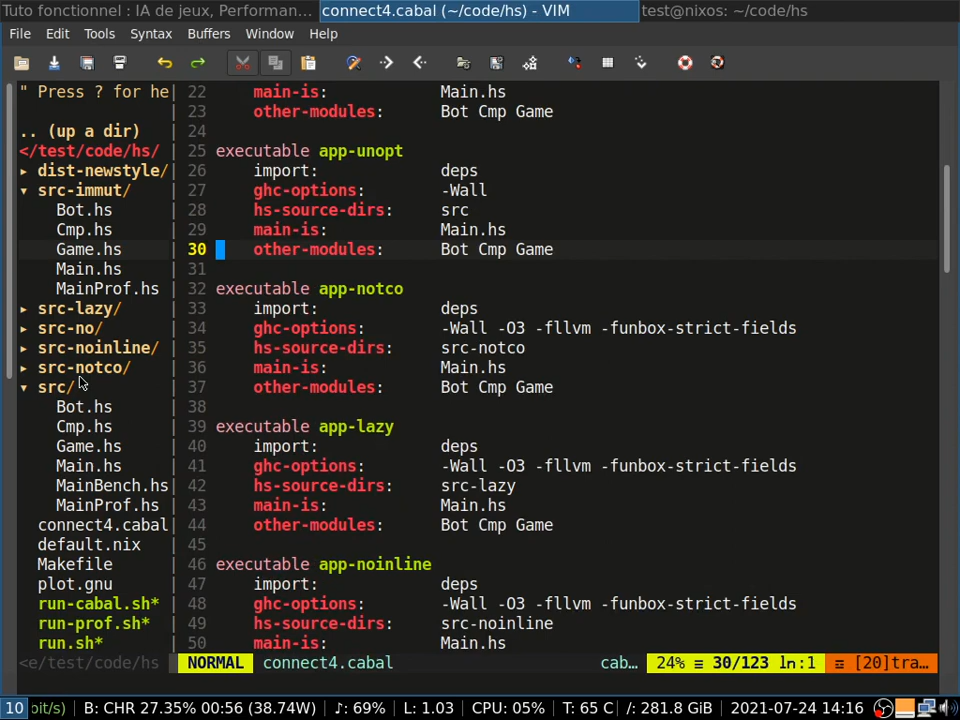 Tuto fonctionnel : IA de jeux, Performan... connect4.cabal (~/code/hs) - VIM test@nixos: ~/code/hs
File Edit Tools Syntax Buffers Window Help
" Press ? for he
.. (up a dir)
</test/code/hs/
▸ dist-newstyle/
▾ src-immut/
Bot.hs
Cmp.hs
Game.hs
Main.hs
MainProf.hs
▸ src-lazy/
▸ src-no/
▸ src-noinline/
▸ src-notco/
▾ src/
Bot.hs
Cmp.hs
Game.hs
Main.hs
MainBench.hs
MainProf.hs
connect4.cabal
default.nix
Makefile
plot.gnu
run-cabal.sh*
run-prof.sh*
run.sh*
22 main-is: Main.hs
23 other-modules: Bot Cmp Game
24
25 executable app-unopt
26 import: deps
27 ghc-options: -Wall
28 hs-source-dirs: src
29 main-is: Main.hs
30 other-modules: Bot Cmp Game
31
32 executable app-notco
33 import: deps
34 ghc-options: -Wall -O3 -fllvm -funbox-strict-fields
35 hs-source-dirs: src-notco
36 main-is: Main.hs
37 other-modules: Bot Cmp Game
38
39 executable app-lazy
40 import: deps
41 ghc-options: -Wall -O3 -fllvm -funbox-strict-fields
42 hs-source-dirs: src-lazy
43 main-is: Main.hs
44 other-modules: Bot Cmp Game
45
46 executable app-noinline
47 import: deps
48 ghc-options: -Wall -O3 -fllvm -funbox-strict-fields
49 hs-source-dirs: src-noinline
50 main-is: Main.hs
<e/test/code/hs NORMAL connect4.cabal cab… 24% ≡ 30/123 ln:1 ☲ [20]tra…
10 bit/s) B: CHR 27.35% 00:56 (38.74W) ♪: 69% L: 1.03 CPU: 05% T: 65 C /: 281.8 GiB 2021-07-24 14:16